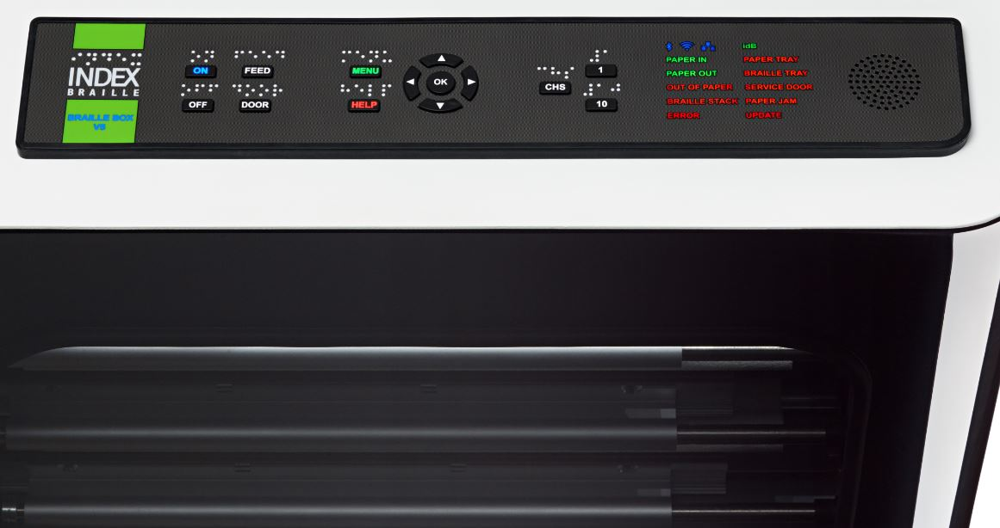 INDEX
BRAILLE
BRAILLE BOX
V5
ON
FEED
OFF
DOOR
MENU
HELP
OK
CHS
1
10
idB
PAPER IN
PAPER TRAY
PAPER OUT
BRAILLE TRAY
OUT OF PAPER
SERVICE DOOR
BRAILLE STACK
PAPER JAM
ERROR
UPDATE